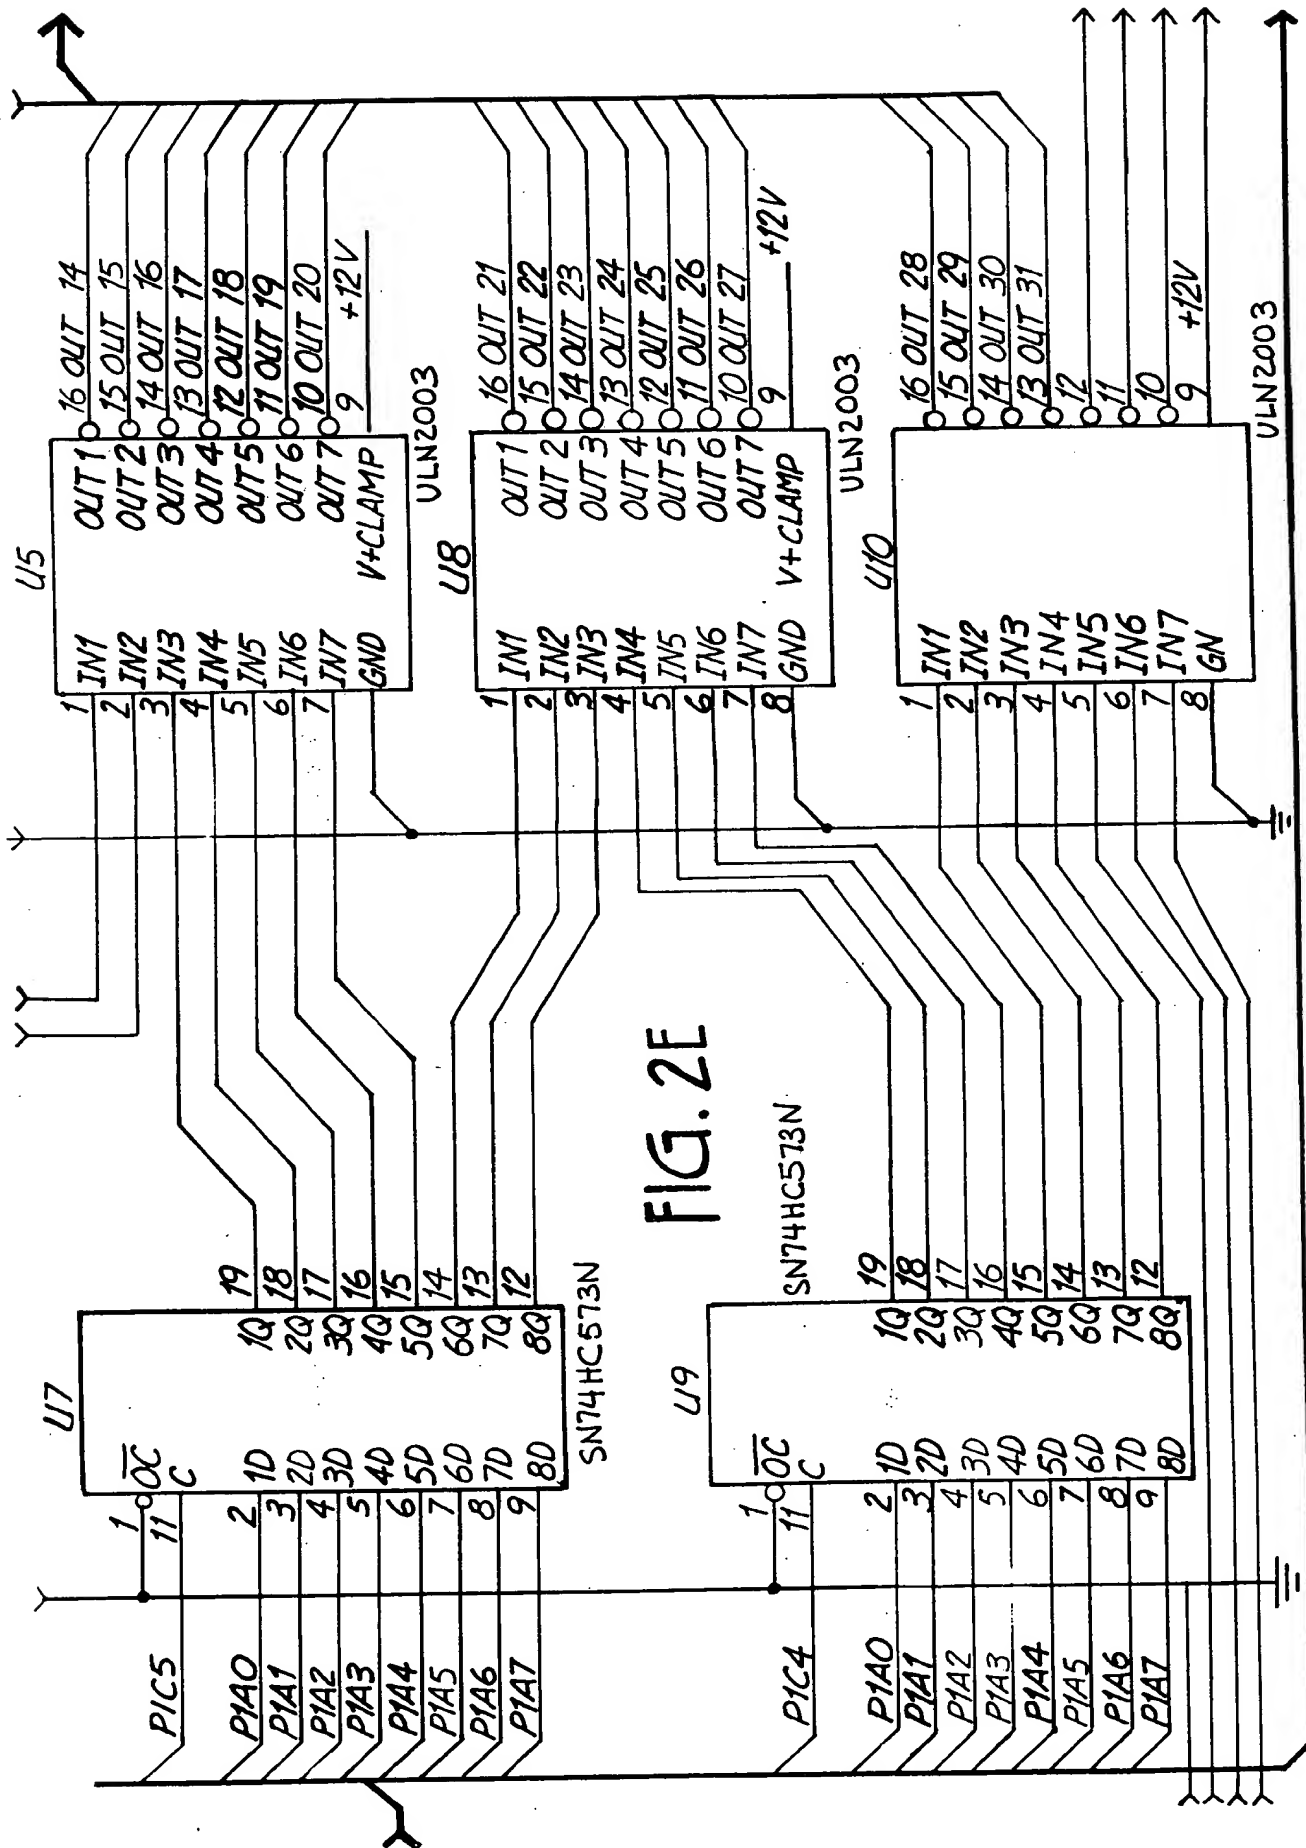 U7
1 OC
11 C
2 1D
3 2D
4 3D
5 4D
6 5D
7 6D
8 7D
9 8D
1Q 19
2Q 18
3Q 17
4Q 16
5Q 15
6Q 14
7Q 13
8Q 12
SN74HC573N
P1C5
P1A0
P1A1
P1A2
P1A3
P1A4
P1A5
P1A6
P1A7
U9
1 OC
11 C
2 1D
3 2D
4 3D
5 4D
6 5D
7 6D
8 7D
9 8D
1Q 19
2Q 18
3Q 17
4Q 16
5Q 15
6Q 14
7Q 13
8Q 12
SN74HC573N
P1C4
P1A0
P1A1
P1A2
P1A3
P1A4
P1A5
P1A6
P1A7
FIG. 2E
U5
1 IN1
2 IN2
3 IN3
4 IN4
5 IN5
6 IN6
7 IN7
GND
OUT1 16 OUT 14
OUT2 15 OUT 15
OUT3 14 OUT 16
OUT4 13 OUT 17
OUT5 12 OUT 18
OUT6 11 OUT 19
OUT7 10 OUT 20
V+CLAMP 9 +12V
ULN2003
U8
1 IN1
2 IN2
3 IN3
4 IN4
5 IN5
6 IN6
7 IN7
8 GND
OUT1 16 OUT 21
OUT2 15 OUT 22
OUT3 14 OUT 23
OUT4 13 OUT 24
OUT5 12 OUT 25
OUT6 11 OUT 26
OUT7 10 OUT 27
V+CLAMP 9 +12V
ULN2003
U10
1 IN1
2 IN2
3 IN3
4 IN4
5 IN5
6 IN6
7 IN7
8 GN
16 OUT 28
15 OUT 29
14 OUT 30
13 OUT 31
12
11
10
9 +12V
ULN2003